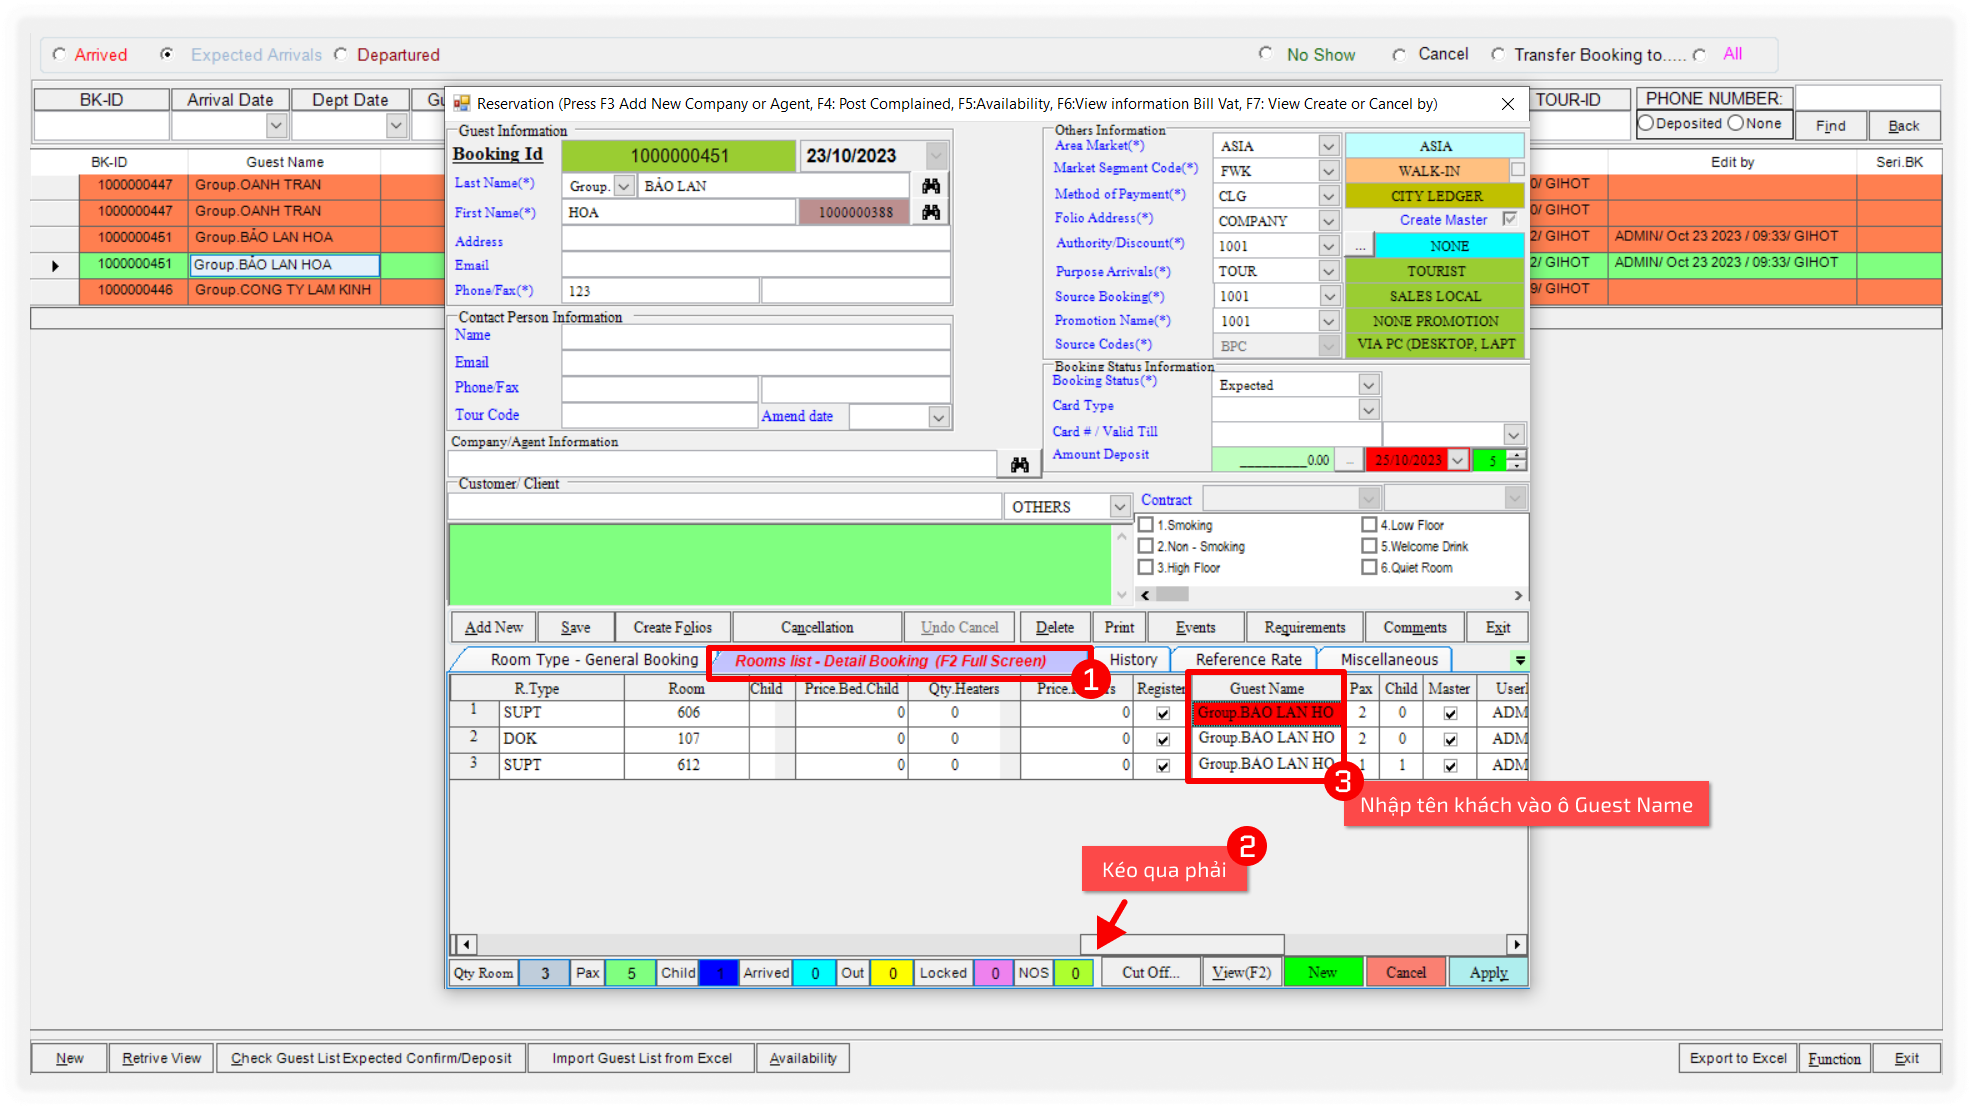 Arrived Expected Arrivals Departured No Show Cancel Transfer Booking to..... All
BK-ID Arrival Date Dept Date TOUR-ID PHONE NUMBER:
Deposited None Find Back
BK-ID Guest Name Edit by Seri.BK
1000000447 Group.OANH TRAN 0/ GIHOT
1000000447 Group.OANH TRAN 0/ GIHOT
1000000451 Group.BẢO LAN HOA 2/ GIHOT ADMIN/ Oct 23 2023 / 09:33/ GIHOT
1000000451 Group.BẢO LAN HOA 2/ GIHOT ADMIN/ Oct 23 2023 / 09:33/ GIHOT
1000000446 Group.CONG TY LAM KINH 9/ GIHOT
Reservation (Press F3 Add New Company or Agent, F4: Post Complained, F5:Availability, F6:View information Bill Vat, F7: View Create or Cancel by)
Guest Information
Booking Id 1000000451 23/10/2023
Last Name(*) Group. BẢO LAN
First Name(*) HOA 1000000388
Address
Email
Phone/Fax(*) 123
Contact Person Information
Name
Email
Phone/Fax
Tour Code Amend date
Company/Agent Information
Customer/ Client
OTHERS Contract
Others Information
Area Market(*) ASIA ASIA
Market Segment Code(*) FWK WALK-IN
Method of Payment(*) CLG CITY LEDGER
Folio Address(*) COMPANY Create Master
Authority/Discount(*) 1001 ... NONE
Purpose Arrivals(*) TOUR TOURIST
Source Booking(*) 1001 SALES LOCAL
Promotion Name(*) 1001 NONE PROMOTION
Source Codes(*) BPC VIA PC (DESKTOP, LAPT
Booking Status Information
Booking Status(*) Expected
Card Type
Card # / Valid Till
Amount Deposit _________0.00 ... 25/10/2023 5
1.Smoking 4.Low Floor
2.Non - Smoking 5.Welcome Drink
3.High Floor 6.Quiet Room
Add New Save Create Folios Cancellation Undo Cancel Delete Print Events Requirements Comments Exit
Room Type - General Booking Rooms list - Detail Booking (F2 Full Screen) History Reference Rate Miscellaneous
1
R.Type Room Child Price.Bed.Child Qty.Heaters Register Guest Name Pax Child Master
1 SUPT 606 0 0 0 Group.BAO LAN HO 2 0 ADM
2 DOK 107 0 0 0 Group.BAO LAN HO 2 0 ADM
3 SUPT 612 0 0 0 Group.BAO LAN HO 1 1 ADM
3
Nhập tên khách vào ô Guest Name
2
Kéo qua phải
Qty Room 3 Pax 5 Child 1 Arrived 0 Out 0 Locked 0 NOS 0 Cut Off... View(F2) New Cancel Apply
New Retrive View Check Guest List Expected Confirm/Deposit Import Guest List from Excel Availability Export to Excel Function Exit